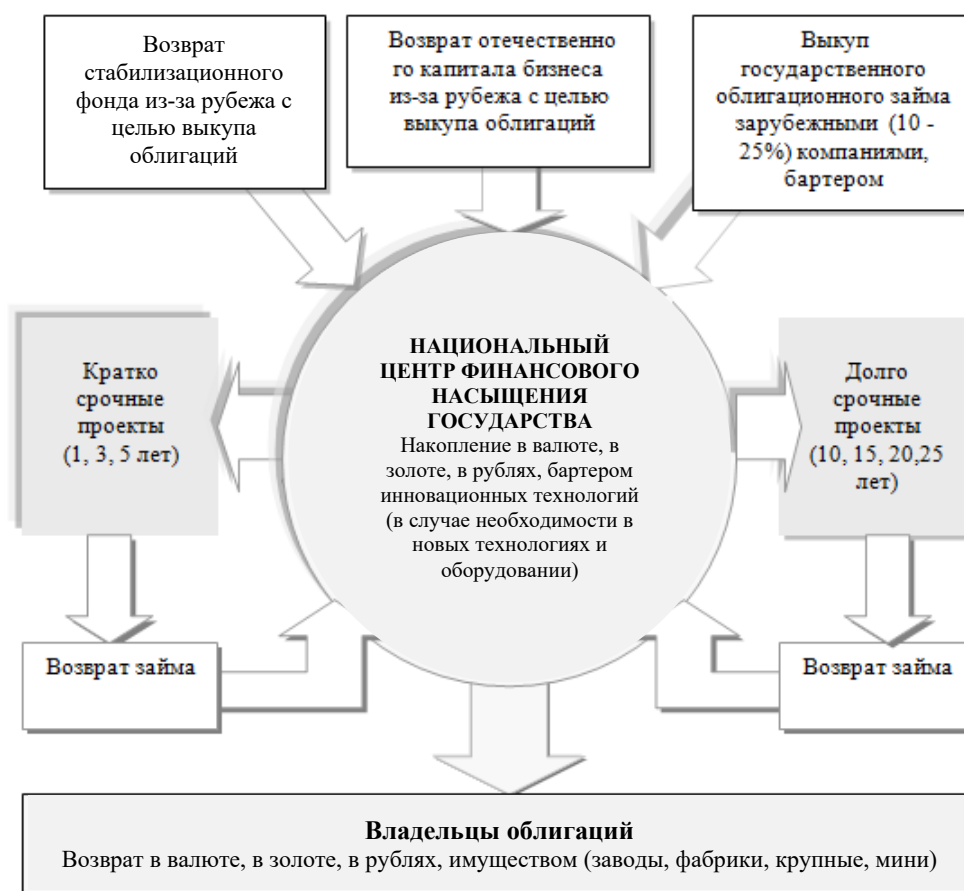 Возврат
стабилизационного
фонда из-за рубежа с
целью выкупа
облигаций
Возврат отечественно
го капитала бизнеса
из-за рубежа с целью
выкупа облигаций
Выкуп
государственного
облигационного займа
зарубежными (10 -
25%) компаниями,
бартером
Кратко
срочные
проекты
(1, 3, 5 лет)
НАЦИОНАЛЬНЫЙ
ЦЕНТР ФИНАНСОВОГО
НАСЫЩЕНИЯ
ГОСУДАРСТВА
Накопление в валюте, в
золоте, в рублях, бартером
инновационных технологий
(в случае необходимости в
новых технологиях и
оборудовании)
Долго
срочные
проекты
(10, 15, 20,25
лет)
Возврат займа
Возврат займа
Владельцы облигаций
Возврат в валюте, в золоте, в рублях, имуществом (заводы, фабрики, крупные, мини)